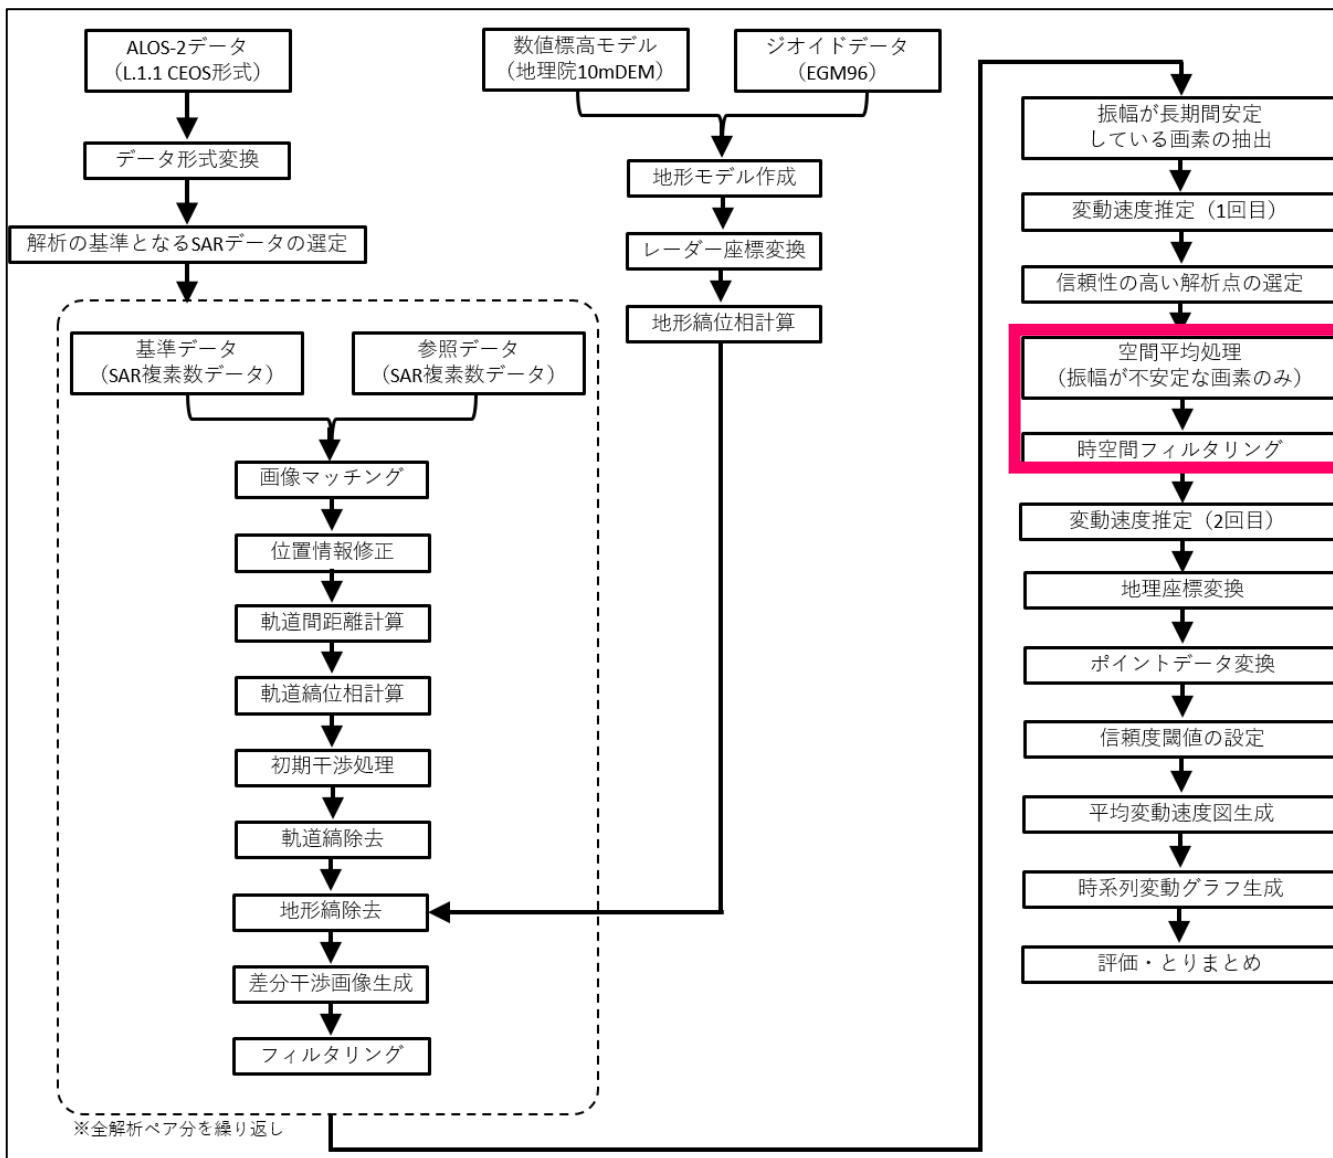 ALOS-2データ
（L.1.1 CEOS形式）
データ形式変換
解析の基準となるSARデータの選定
基準データ
（SAR複素数データ）
参照データ
（SAR複素数データ）
画像マッチング
位置情報修正
軌道間距離計算
軌道縞位相計算
初期干渉処理
軌道縞除去
地形縞除去
差分干渉画像生成
フィルタリング
※全解析ペア分を繰り返し
数値標高モデル
（地理院10mDEM）
ジオイドデータ
（EGM96）
地形モデル作成
レーダー座標変換
地形縞位相計算
振幅が長期間安定
している画素の抽出
変動速度推定（1回目）
信頼性の高い解析点の選定
空間平均処理
（振幅が不安定な画素のみ）
時空間フィルタリング
変動速度推定（2回目）
地理座標変換
ポイントデータ変換
信頼度閾値の設定
平均変動速度図生成
時系列変動グラフ生成
評価・とりまとめ